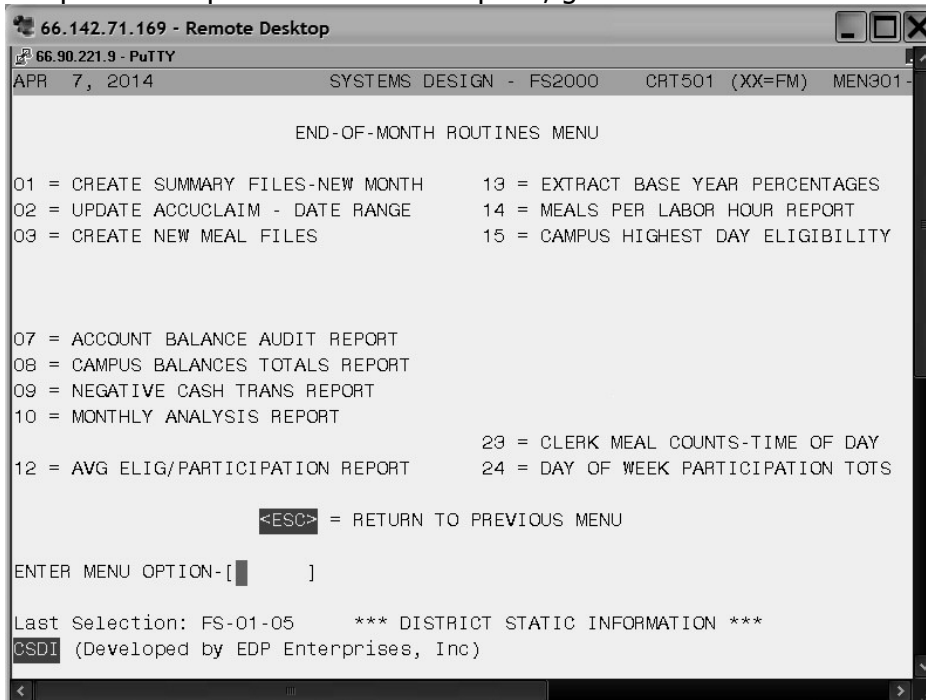 66.142.71.169 - Remote Desktop
66.90.221.9 - PuTTY
APR 7, 2014 SYSTEMS DESIGN - FS2000 CRT501 (XX=FM) MEN301-
END-OF-MONTH ROUTINES MENU
01 = CREATE SUMMARY FILES-NEW MONTH 13 = EXTRACT BASE YEAR PERCENTAGES
02 = UPDATE ACCUCLAIM - DATE RANGE 14 = MEALS PER LABOR HOUR REPORT
03 = CREATE NEW MEAL FILES 15 = CAMPUS HIGHEST DAY ELIGIBILITY
07 = ACCOUNT BALANCE AUDIT REPORT
08 = CAMPUS BALANCES TOTALS REPORT
09 = NEGATIVE CASH TRANS REPORT
10 = MONTHLY ANALYSIS REPORT
23 = CLERK MEAL COUNTS-TIME OF DAY
12 = AVG ELIG/PARTICIPATION REPORT 24 = DAY OF WEEK PARTICIPATION TOTS
<ESC> = RETURN TO PREVIOUS MENU
ENTER MENU OPTION-[ ]
Last Selection: FS-01-05 *** DISTRICT STATIC INFORMATION ***
CSDI (Developed by EDP Enterprises, Inc)